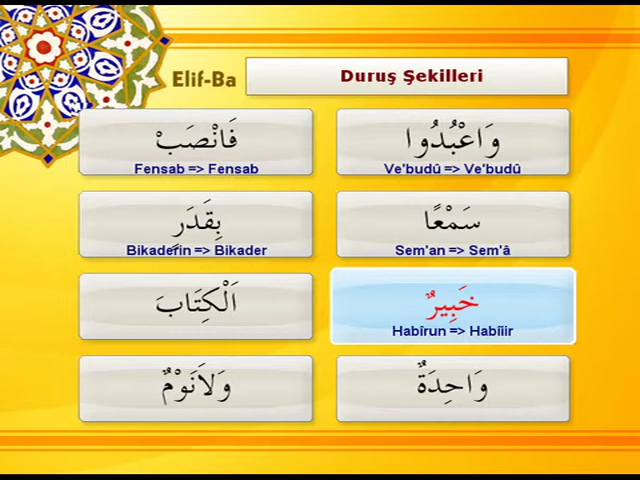 Elif-Ba
Duruş Şekilleri
وَاعْبُدُوا
Ve'budû => Ve'budû
فَانْصَبْ
Fensab => Fensab
سَمْعًا
Sem'an => Sem'â
بِقَدَرٍ
Bikaderin => Bikader
خَبِيرٌ
Habîrun => Habîiir
اَلْكِتَابَ
وَاحِدَةٌ
وَلاَنَوْمٌ